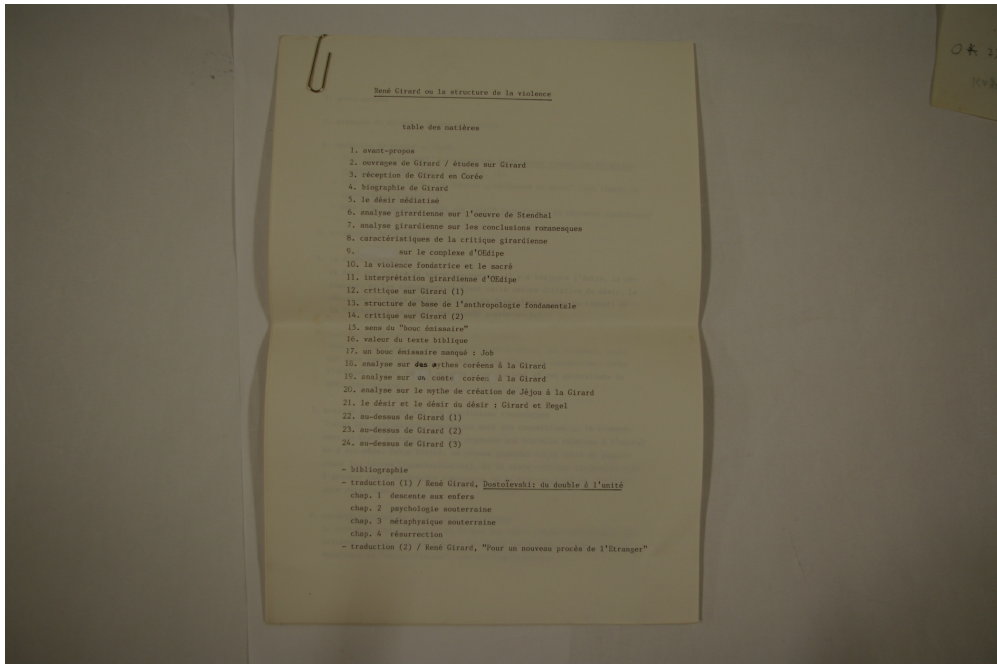 René Girard ou la structure de la violence
table des matières
1. avant-propos
2. ouvrages de Girard / études sur Girard
3. réception de Girard en Corée
4. biographie de Girard
5. le désir médiatisé
6. analyse girardienne sur l'oeuvre de Stendhal
7. analyse girardienne sur les conclusions romanesques
8. caractéristiques de la critique girardienne
9. sur le complexe d'OEdipe
10. la violence fondatrice et le sacré
11. interprétation girardienne d'OEdipe
12. critique sur Girard (1)
13. structure de base de l'anthropologie fondamentele
14. critique sur Girard (2)
15. sens du "bouc émissaire"
16. valeur du texte biblique
17. un bouc émissaire manqué : Job
18. analyse sur des mythes coréens à la Girard
19. analyse sur un conte coréen à la Girard
20. analyse sur le mythe de création de Jéjou à la Girard
21. le désir et le désir du désir : Girard et Hegel
22. au-dessus de Girard (1)
23. au-dessus de Girard (2)
24. au-dessus de Girard (3)
- bibliographie
- traduction (1) / René Girard, Dostoïevski: du double à l'unité
chap. 1 descente aux enfers
chap. 2 psychologie souterraine
chap. 3 métaphysique souterraine
chap. 4 résurrection
- traduction (2) / René Girard, "Pour un nouveau procès de l'Etranger"
OK